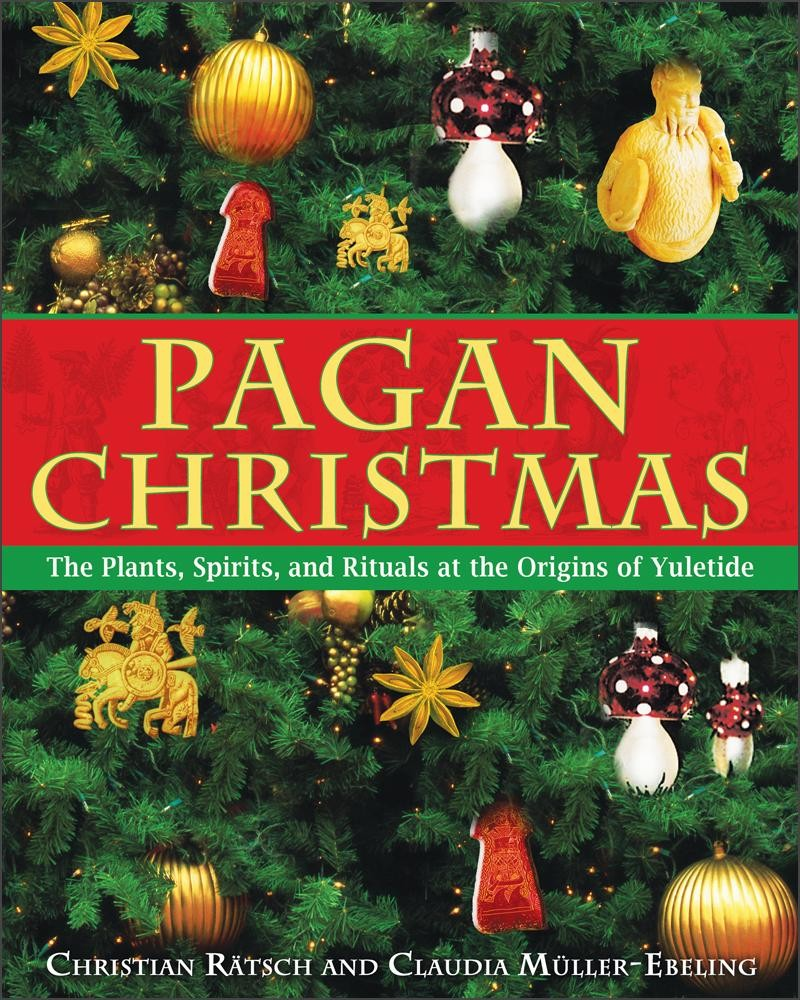 PAGAN
CHRISTMAS
The Plants, Spirits, and Rituals at the Origins of Yuletide
CHRISTIAN RÄTSCH AND CLAUDIA MÜLLER-EBELING